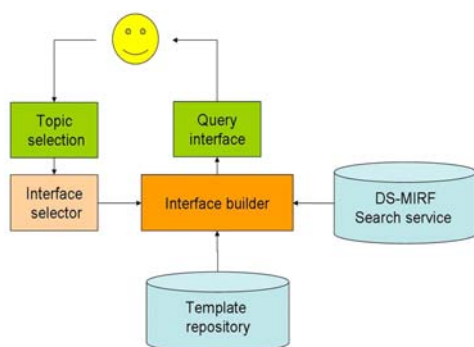 Topic
selection
Query
interface
Interface
selector
Interface builder
DS-MIRF
Search service
Template
repository